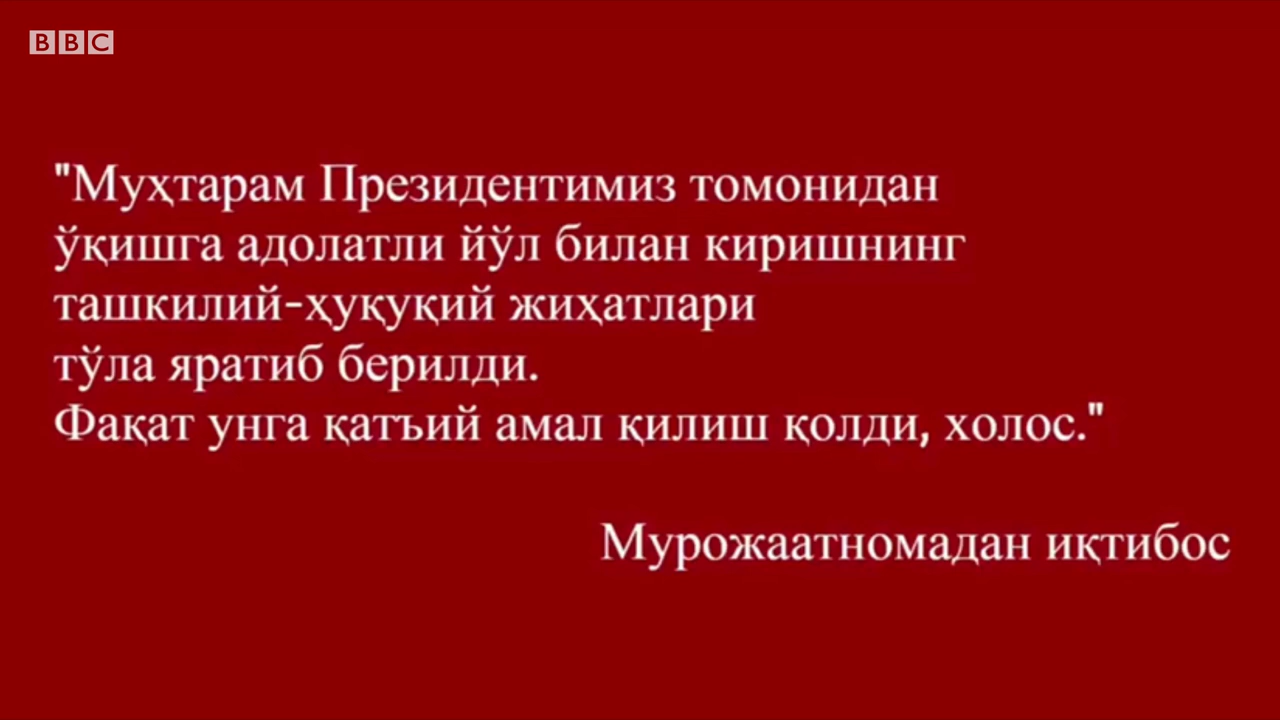 BBC
"Муҳтарам Президентимиз томонидан
ўқишга адолатли йўл билан киришнинг
ташкилий-ҳуқуқий жиҳатлари
тўла яратиб берилди.
Фақат унга қатъий амал қилиш қолди, холос."
Мурожаатномадан иқтибос